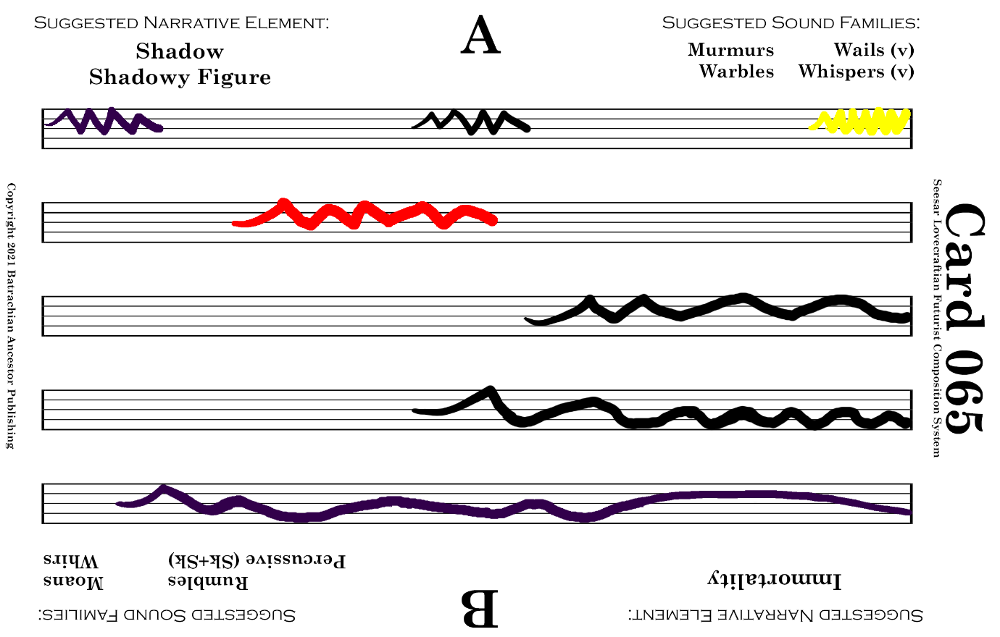 SUGGESTED NARRATIVE ELEMENT:
Shadow
Shadowy Figure
A
SUGGESTED SOUND FAMILIES:
Murmurs Wails (v)
Warbles Whispers (v)
Copyright 2021 Batrachian Ancestor Publishing
Card 065
Seesar Lovecraftian Futurist Composition System
B
SUGGESTED NARRATIVE ELEMENT:
Immortality
SUGGESTED SOUND FAMILIES:
Rumbles Moans
Percussive (Sk+Sk) Whirs